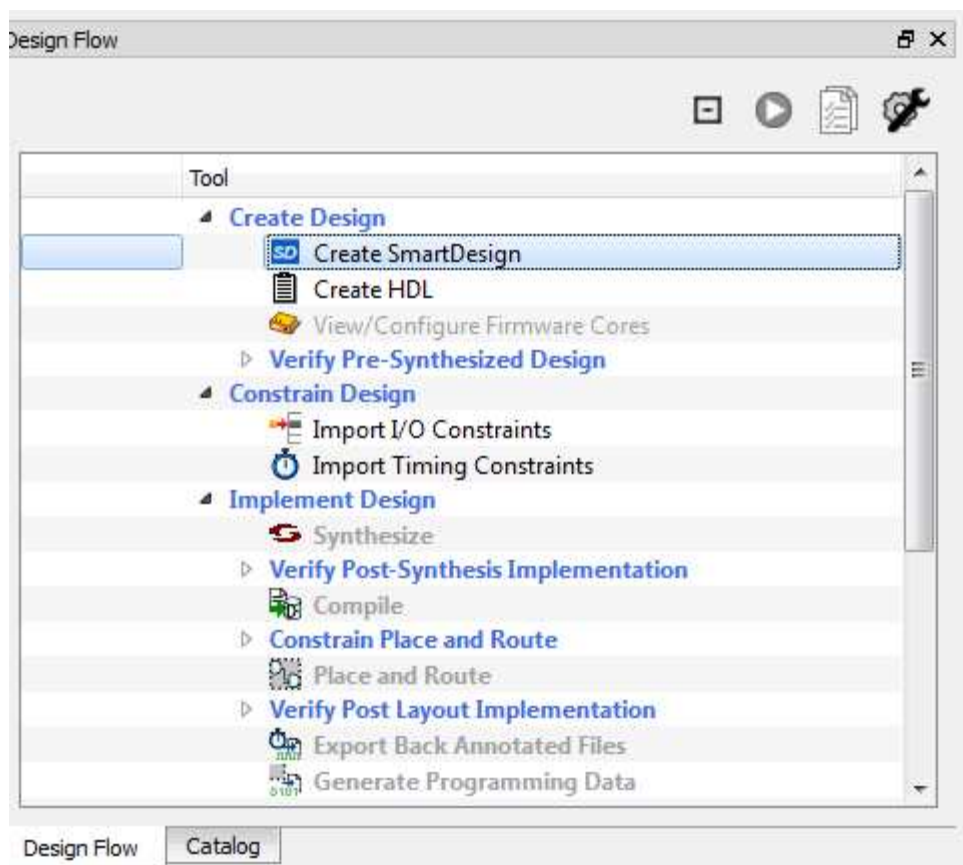 Design Flow
Tool
Create Design
SD Create SmartDesign
Create HDL
View/Configure Firmware Cores
Verify Pre-Synthesized Design
Constrain Design
Import I/O Constraints
Import Timing Constraints
Implement Design
Synthesize
Verify Post-Synthesis Implementation
Compile
Constrain Place and Route
Place and Route
Verify Post Layout Implementation
Export Back Annotated Files
Generate Programming Data
Design Flow Catalog